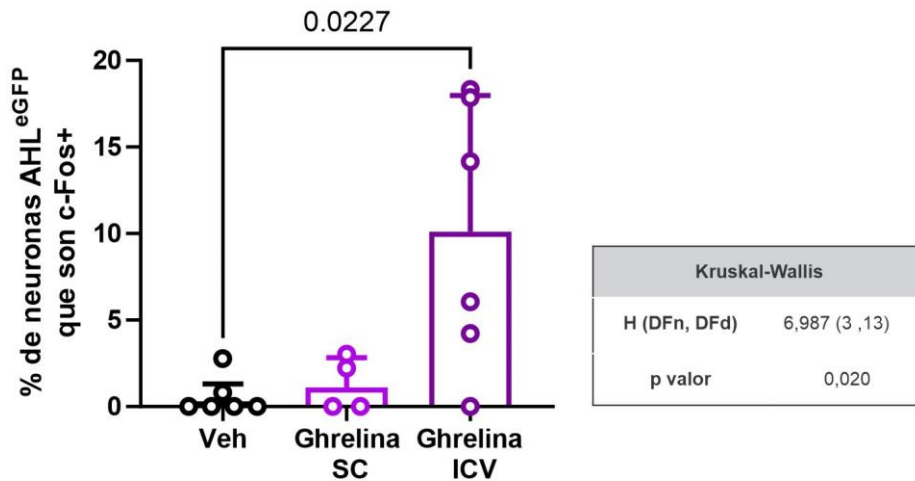 0.0227
% de neuronas AHL^eGFP
que son c-Fos+
20
15
10
5
0
Veh
Ghrelina
SC
Ghrelina
ICV
Kruskal-Wallis
H (DFn, DFd) 6,987 (3 ,13)
p valor 0,020